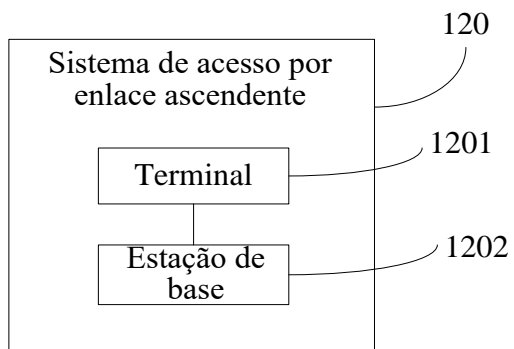 120
Sistema de acesso por
enlace ascendente
1201
Terminal
1202
Estação de
base